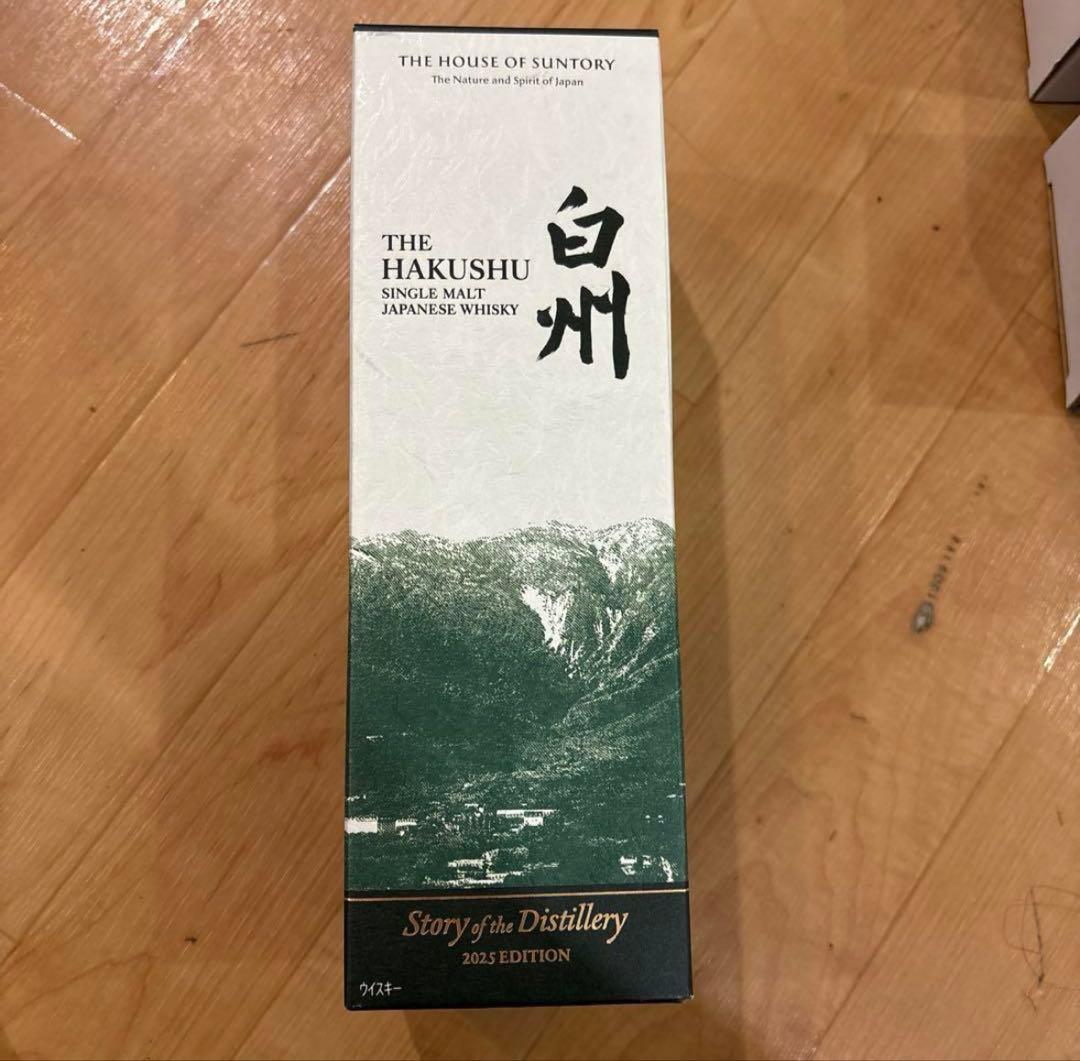 THE HOUSE OF SUNTORY
The Nature and Spirit of Japan
THE
HAKUSHU
SINGLE MALT
JAPANESE WHISKY
白州
Story of the Distillery
2025 EDITION
ウイスキー